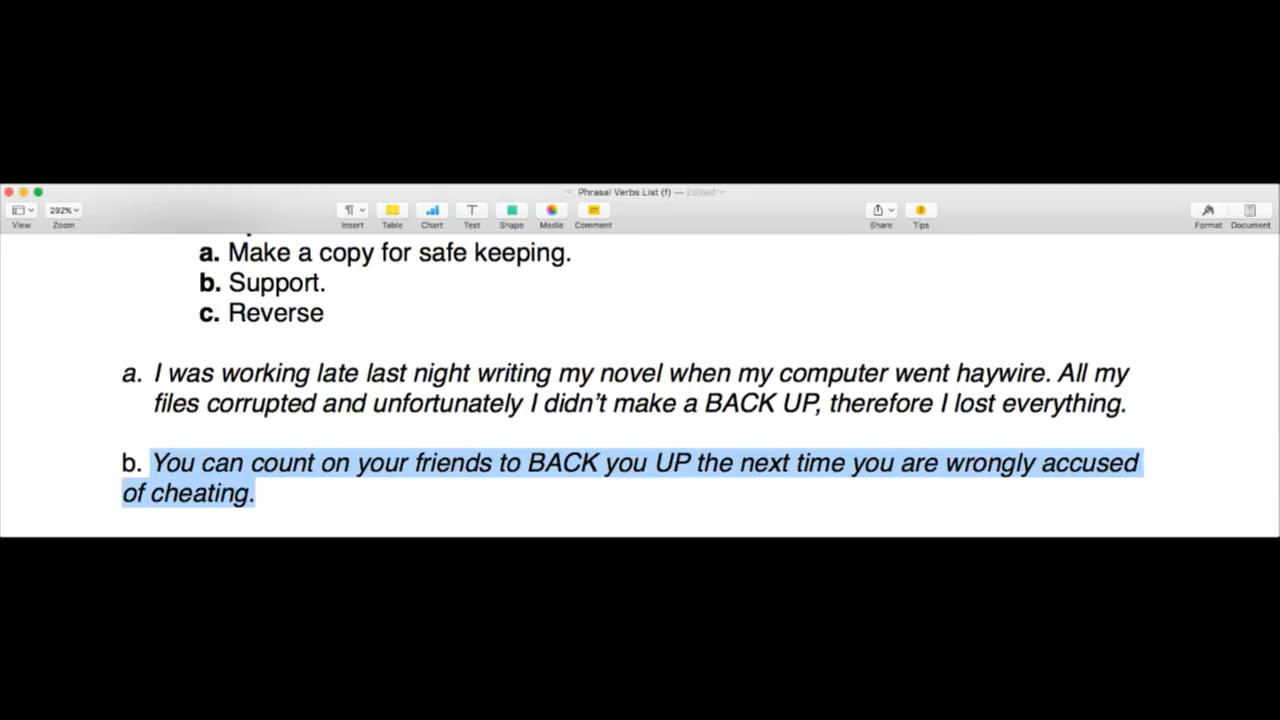 Phrasal Verbs List (f) — Edited
292%
View Zoom Insert Table Chart Text Shape Media Comment Share Tips Format Document
a. Make a copy for safe keeping.
b. Support.
c. Reverse
a. I was working late last night writing my novel when my computer went haywire. All my
files corrupted and unfortunately I didn't make a BACK UP, therefore I lost everything.
b. You can count on your friends to BACK you UP the next time you are wrongly accused
of cheating.